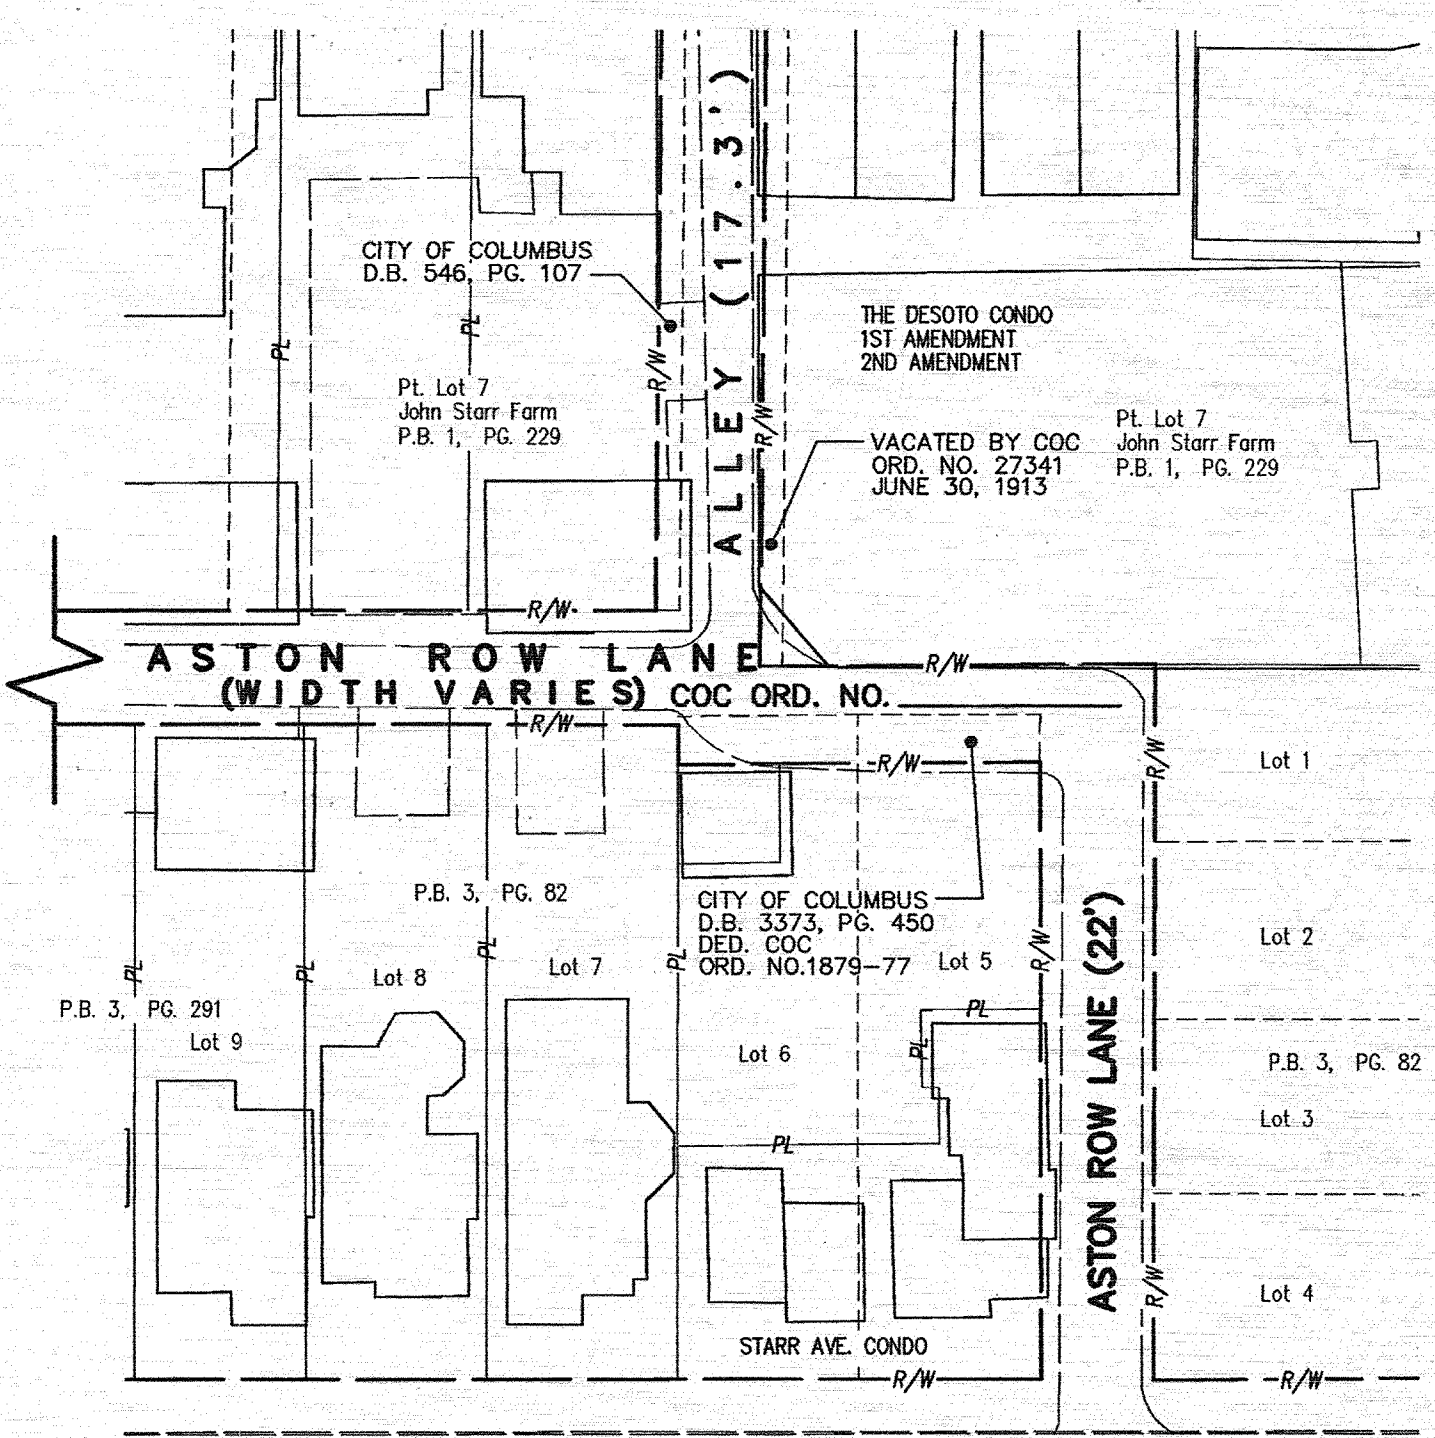 ALLEY (17.3')
CITY OF COLUMBUS
D.B. 546, PG. 107
THE DESOTO CONDO
1ST AMENDMENT
2ND AMENDMENT
PL
PL
R/W
R/W
Pt. Lot 7
John Starr Farm
P.B. 1, PG. 229
VACATED BY COC
ORD. NO. 27341
JUNE 30, 1913
Pt. Lot 7
John Starr Farm
P.B. 1, PG. 229
R/W
ASTON ROW LANE
(WIDTH VARIES) COC ORD. NO.
R/W
R/W
R/W
R/W
Lot 1
P.B. 3, PG. 82
CITY OF COLUMBUS
D.B. 3373, PG. 450
DED. COC
ORD. NO.1879-77
Lot 5
R/W
Lot 2
PL
PL
PL
PL
Lot 8
Lot 7
P.B. 3, PG. 291
Lot 9
Lot 6
PL
PL
PL
ASTON ROW LANE (22')
P.B. 3, PG. 82
Lot 3
R/W
Lot 4
STARR AVE. CONDO
R/W
R/W